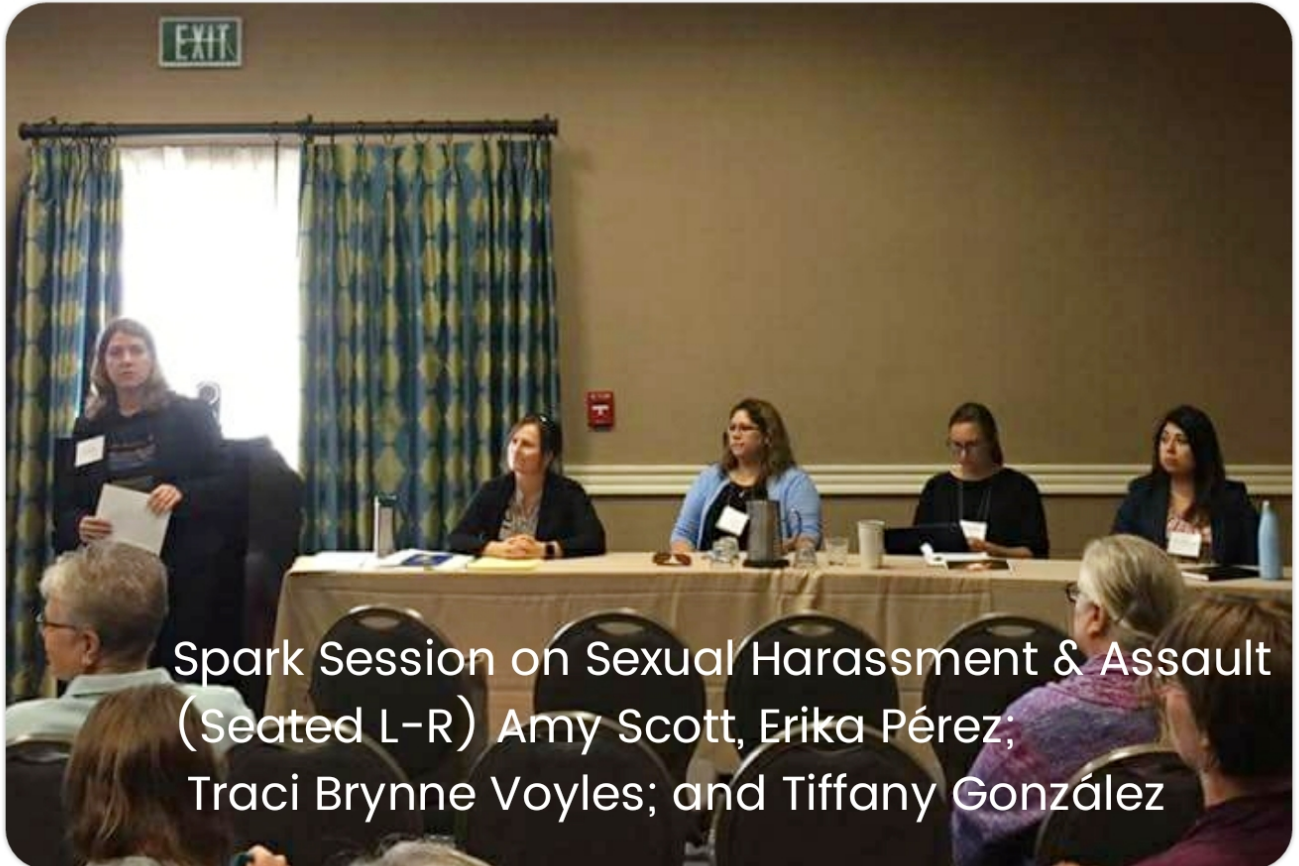 EXIT
Spark Session on Sexual Harassment & Assault
(Seated L-R) Amy Scott, Erika Pérez;
Traci Brynne Voyles; and Tiffany González